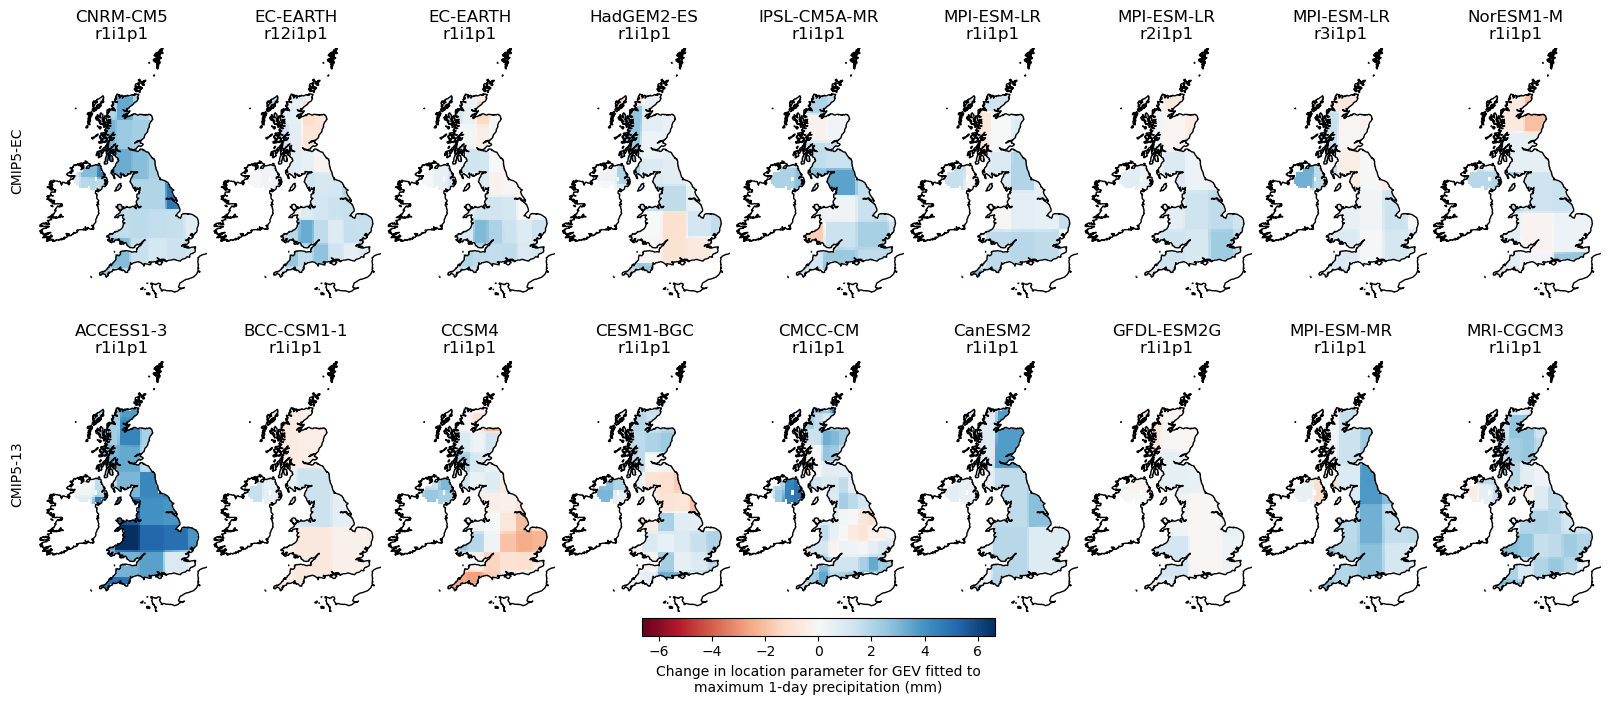 CNRM-CM5
r1i1p1
EC-EARTH
r12i1p1
EC-EARTH
r1i1p1
HadGEM2-ES
r1i1p1
IPSL-CM5A-MR
r1i1p1
MPI-ESM-LR
r1i1p1
MPI-ESM-LR
r2i1p1
MPI-ESM-LR
r3i1p1
NorESM1-M
r1i1p1
CMIP5-EC
ACCESS1-3
r1i1p1
BCC-CSM1-1
r1i1p1
CCSM4
r1i1p1
CESM1-BGC
r1i1p1
CMCC-CM
r1i1p1
CanESM2
r1i1p1
GFDL-ESM2G
r1i1p1
MPI-ESM-MR
r1i1p1
MRI-CGCM3
r1i1p1
CMIP5-13
−6 −4 −2 0 2 4 6
Change in location parameter for GEV fitted to
maximum 1-day precipitation (mm)